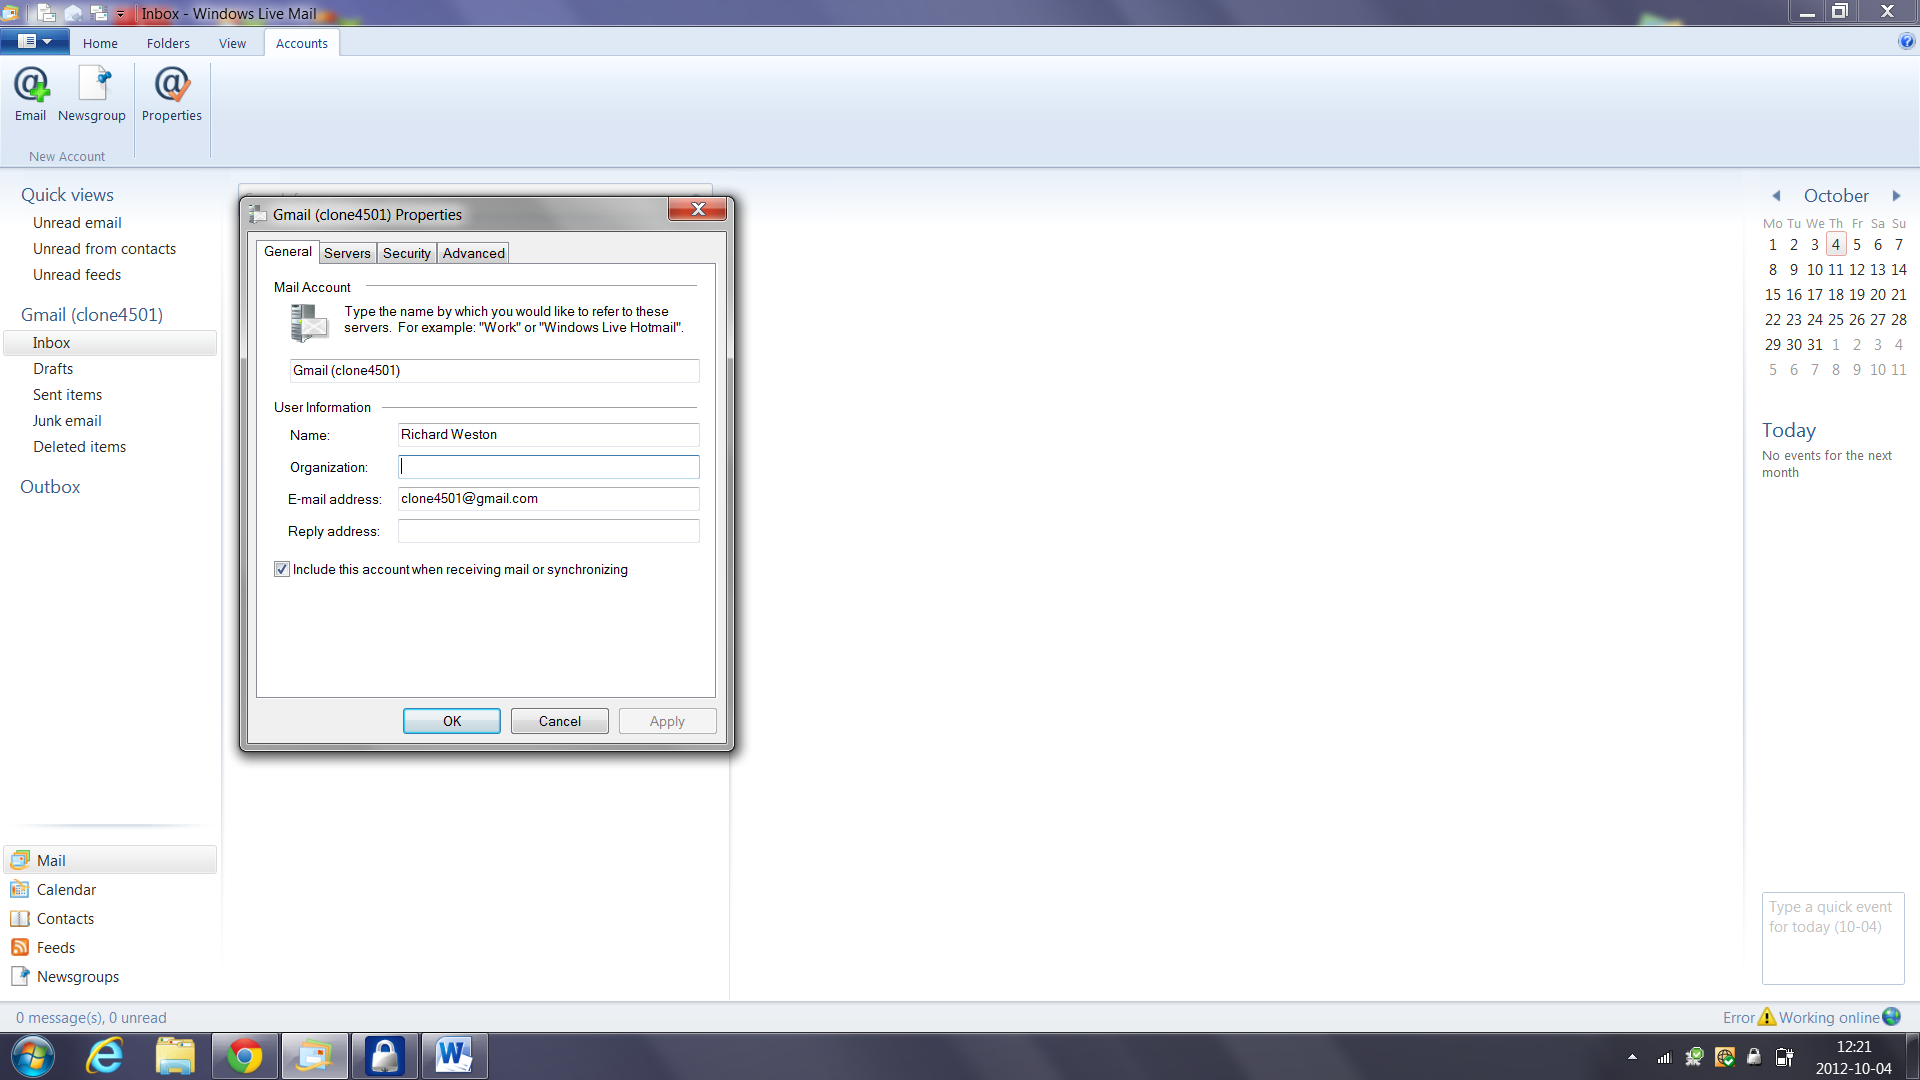 Inbox - Windows Live Mail
Home Folders View Accounts
Email Newsgroup Properties
New Account
Quick views
Unread email
Unread from contacts
Unread feeds
Gmail (clone4501)
Inbox
Drafts
Sent items
Junk email
Deleted items
Outbox
Mail
Calendar
Contacts
Feeds
Newsgroups
Gmail (clone4501) Properties
General Servers Security Advanced
Mail Account
Type the name by which you would like to refer to these
servers. For example: "Work" or "Windows Live Hotmail".
Gmail (clone4501)
User Information
Name: Richard Weston
Organization:
E-mail address: clone4501@gmail.com
Reply address:
Include this account when receiving mail or synchronizing
OK Cancel Apply
October
Mo Tu We Th Fr Sa Su
1 2 3 4 5 6 7
8 9 10 11 12 13 14
15 16 17 18 19 20 21
22 23 24 25 26 27 28
29 30 31 1 2 3 4
5 6 7 8 9 10 11
Today
No events for the next
month
Type a quick event
for today (10-04)
0 message(s), 0 unread
Error Working online
12:21
2012-10-04